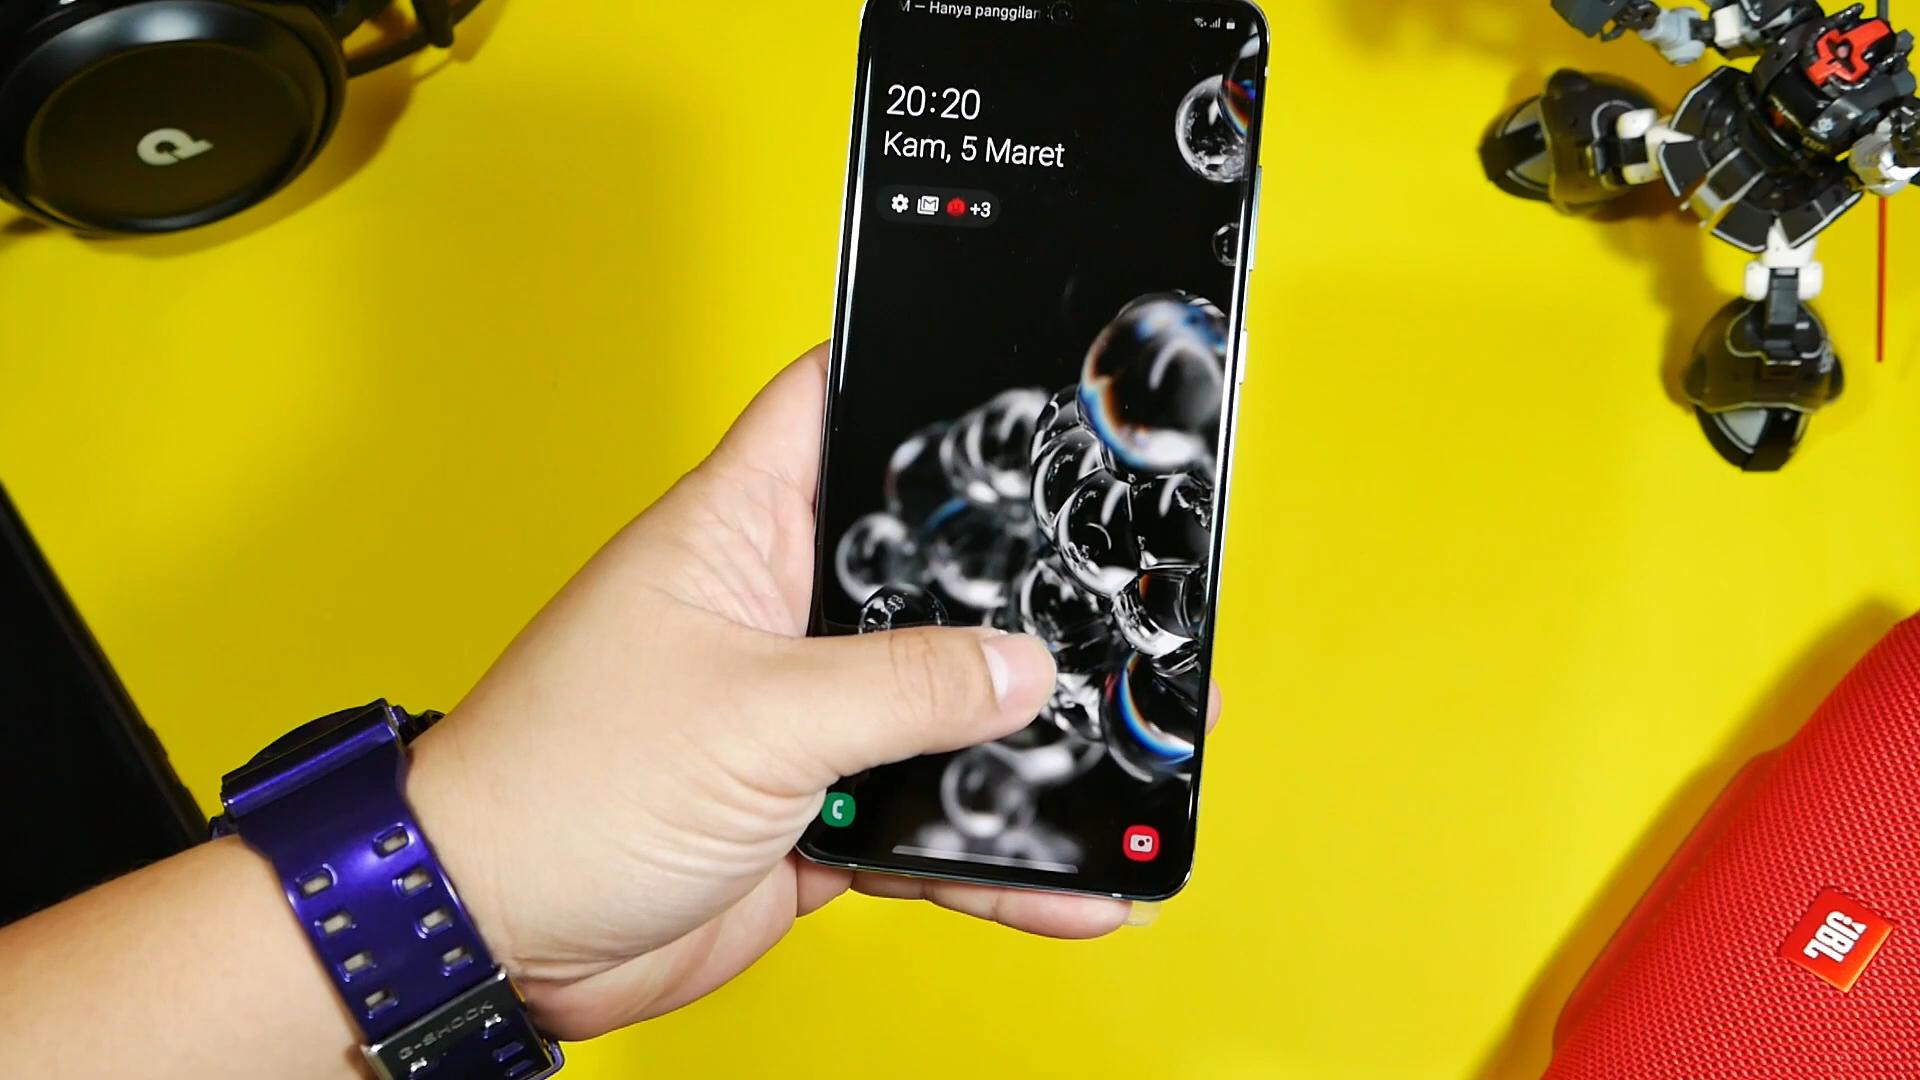 M – Hanya panggilan
20:20
Kam, 5 Maret
+3
G-SHOCK
JBL